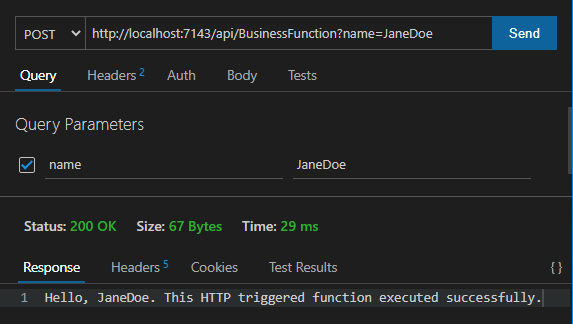 POST http://localhost:7143/api/BusinessFunction?name=JaneDoe Send
Query Headers 2 Auth Body Tests
Query Parameters
name JaneDoe
Status: 200 OK Size: 67 Bytes Time: 29 ms
Response Headers 5 Cookies Test Results { }
1 Hello, JaneDoe. This HTTP triggered function executed successfully.